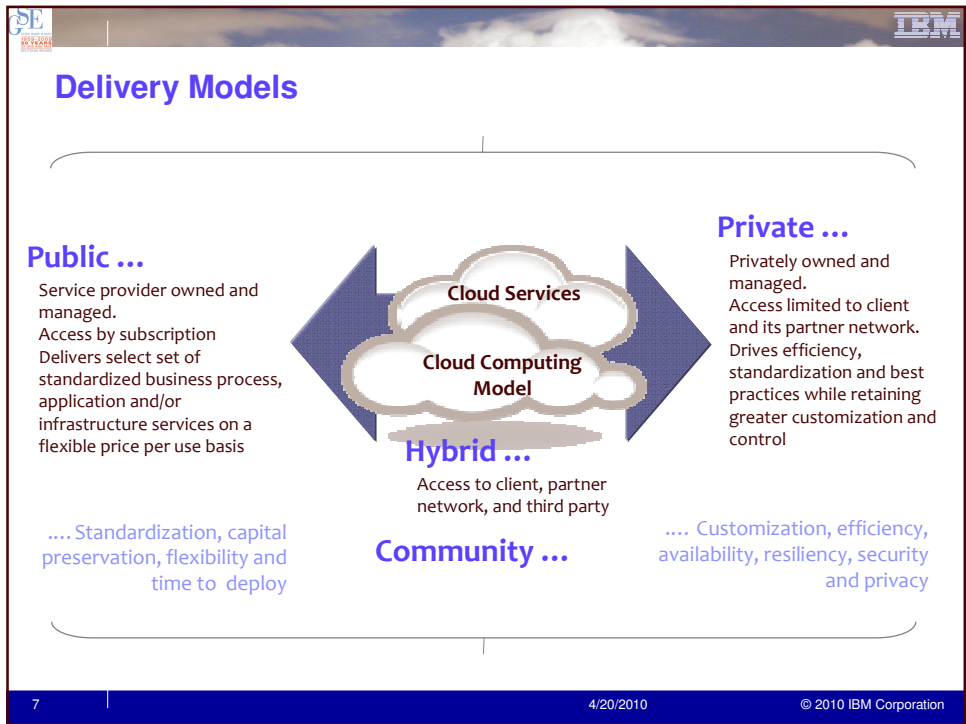 GSE
1959-2009
50 YEARS
IBM
Delivery Models
Public ...
Service provider owned and
managed.
Access by subscription
Delivers select set of
standardized business process,
application and/or
infrastructure services on a
flexible price per use basis
.... Standardization, capital
preservation, flexibility and
time to deploy
Cloud Services
Cloud Computing
Model
Hybrid ...
Access to client, partner
network, and third party
Community ...
Private ...
Privately owned and
managed.
Access limited to client
and its partner network.
Drives efficiency,
standardization and best
practices while retaining
greater customization and
control
.... Customization, efficiency,
availability, resiliency, security
and privacy
7
4/20/2010
© 2010 IBM Corporation